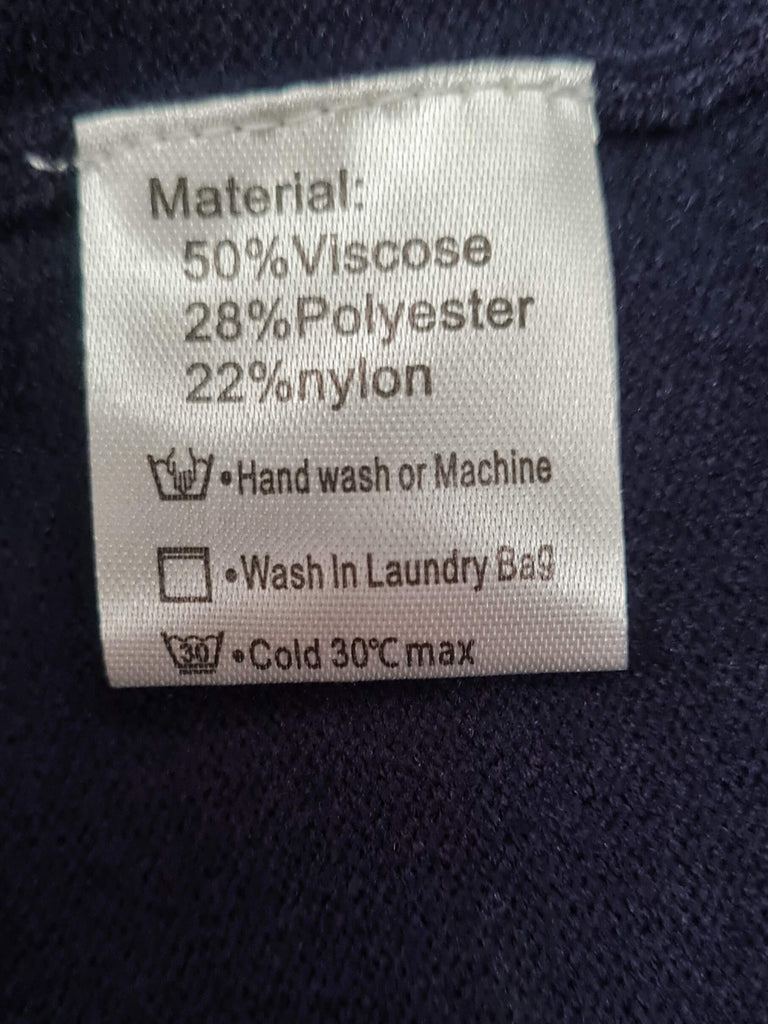 Material:
50%Viscose
28%Polyester
22%nylon
•Hand wash or Machine
•Wash In Laundry Bag
30 •Cold 30℃ max